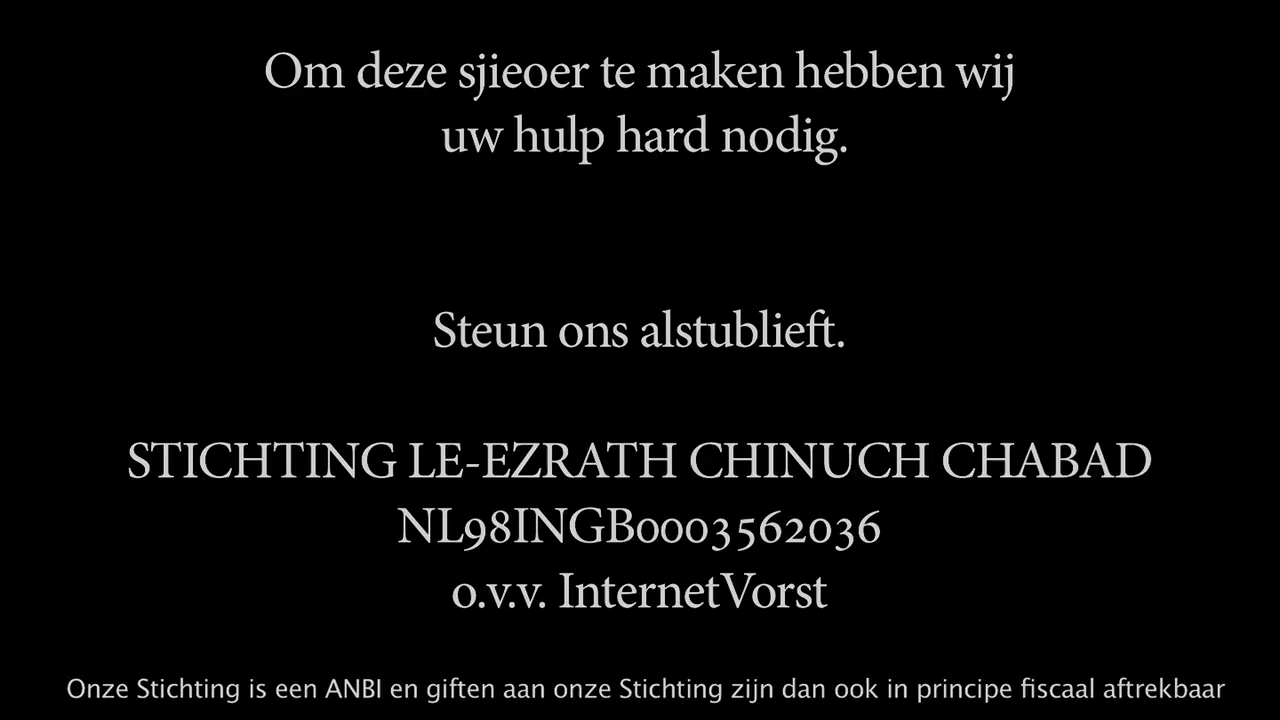 Om deze sjieoer te maken hebben wij
uw hulp hard nodig.
Steun ons alstublieft.
STICHTING LE-EZRATH CHINUCH CHABAD
NL98INGB0003562036
o.v.v. InternetVorst
Onze Stichting is een ANBI en giften aan onze Stichting zijn dan ook in principe fiscaal aftrekbaar